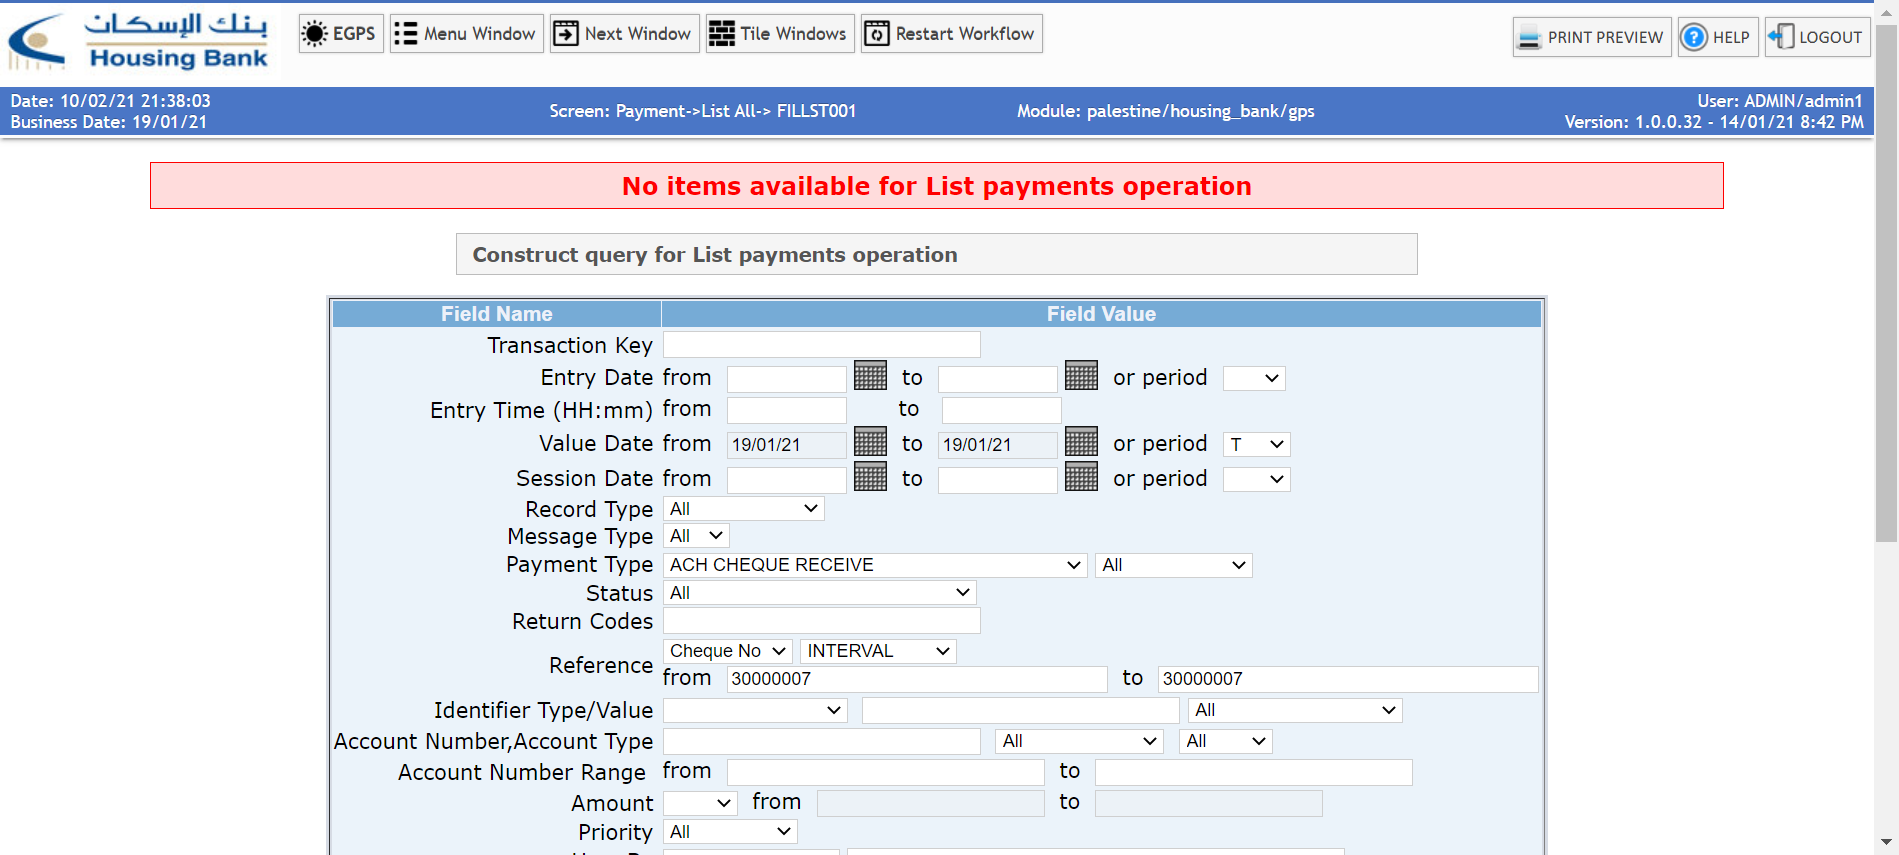 بنك الإسكان
Housing Bank
EGPS
Menu Window
Next Window
Tile Windows
Restart Workflow
PRINT PREVIEW
HELP
LOGOUT
Date: 10/02/21 21:38:03
Business Date: 19/01/21
Screen: Payment->List All-> FILLST001
Module: palestine/housing_bank/gps
User: ADMIN/admin1
Version: 1.0.0.32 - 14/01/21 8:42 PM
No items available for List payments operation
Construct query for List payments operation
Field Name Field Value
Transaction Key
Entry Date from to or period
Entry Time (HH:mm) from to
Value Date from 19/01/21 to 19/01/21 or period T
Session Date from to or period
Record Type All
Message Type All
Payment Type ACH CHEQUE RECEIVE All
Status All
Return Codes
Reference Cheque No INTERVAL
from 30000007 to 30000007
Identifier Type/Value All
Account Number,Account Type All All
Account Number Range from to
Amount from to
Priority All